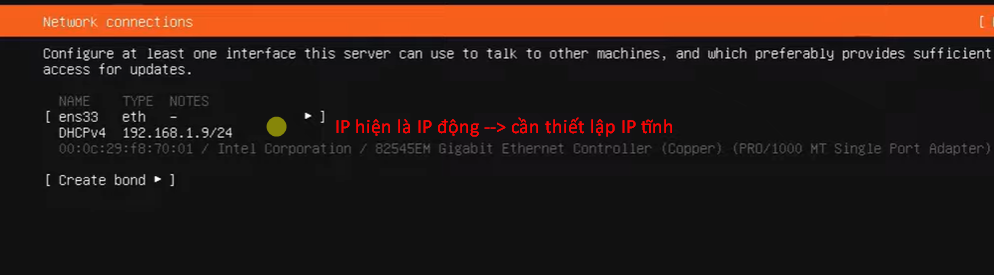 Network connections [
Configure at least one interface this server can use to talk to other machines, and which preferably provides sufficient
access for updates.
NAME TYPE NOTES
[ ens33 eth - ▸ ]
DHCPv4 192.168.1.9/24
IP hiện là IP động --> cần thiết lập IP tĩnh
00:0c:29:f8:70:01 / Intel Corporation / 82545EM Gigabit Ethernet Controller (Copper) (PRO/1000 MT Single Port Adapter)
[ Create bond ▸ ]